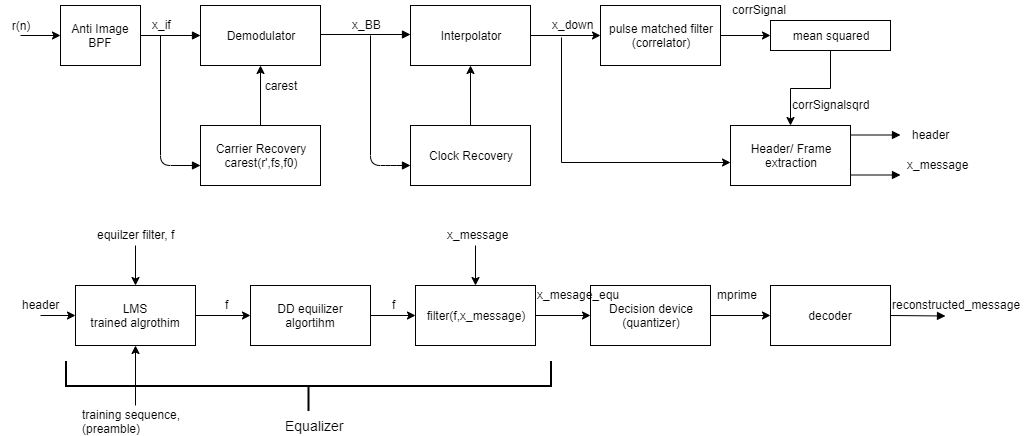 r(n)
Anti Image
BPF
x_if
Demodulator
x_BB
Interpolator
x_down
pulse matched filter
(correlator)
corrSignal
mean squared
carest
corrSignalsqrd
Carrier Recovery
carest(r',fs,f0)
Clock Recovery
Header/ Frame
extraction
header
x_message
equilzer filter, f
x_message
header
LMS
trained algrothim
f
DD equilizer
algortihm
f
filter(f,x_message)
x_mesage_equ
Decision device
(quantizer)
mprime
decoder
reconstructed_message
training sequence,
(preamble)
Equalizer